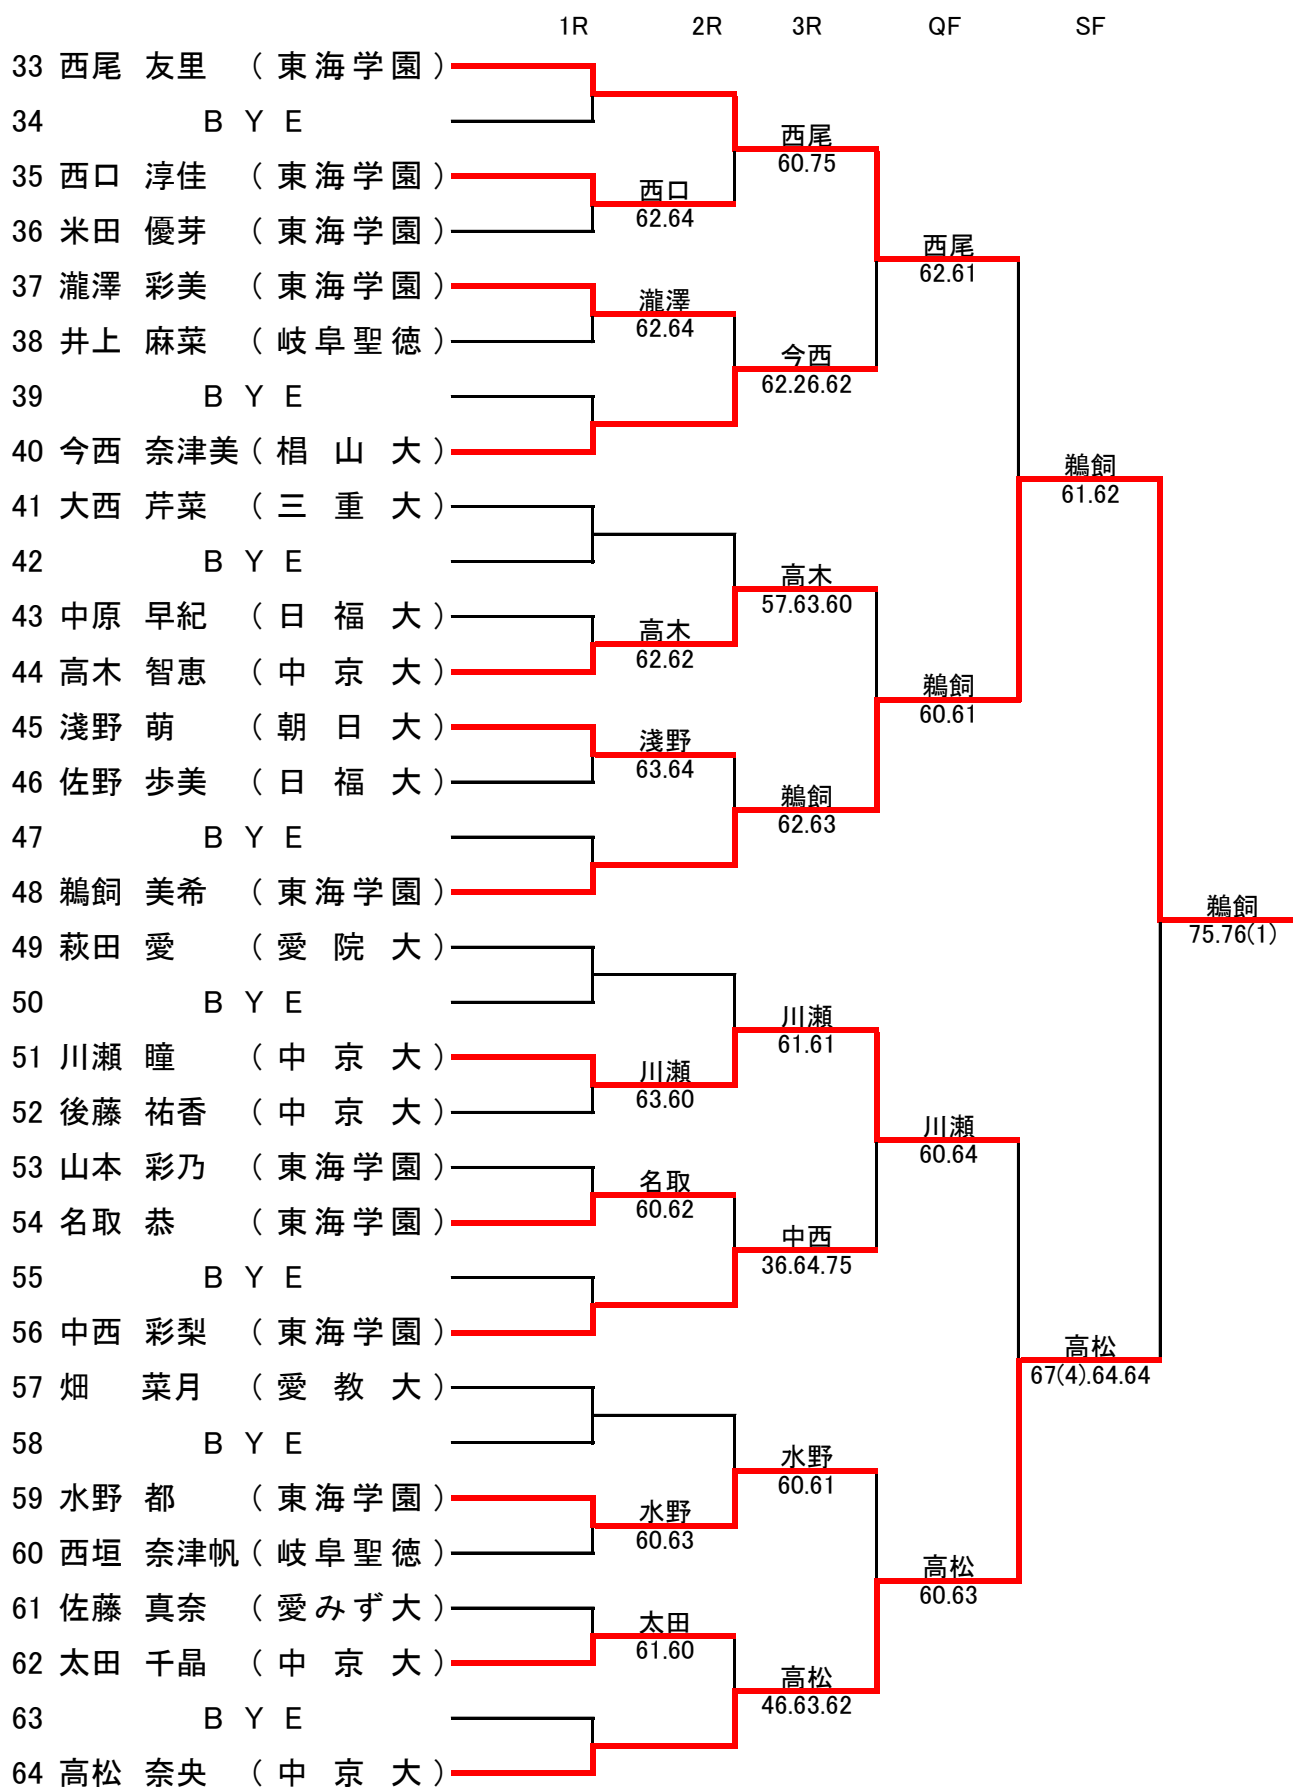 1R 2R 3R QF SF
33 西尾 友里 (東海学園)
34 BYE
西尾
60.75
35 西口 淳佳 (東海学園)
西口
62.64
36 米田 優芽 (東海学園)
西尾
62.61
37 瀧澤 彩美 (東海学園)
瀧澤
62.64
38 井上 麻菜 (岐阜聖徳)
今西
62.26.62
39 BYE
40 今西 奈津美 (椙山大)
鵜飼
61.62
41 大西 芹菜 (三重大)
42 BYE
高木
57.63.60
43 中原 早紀 (日福大)
高木
62.62
44 高木 智恵 (中京大)
鵜飼
60.61
45 淺野 萌 (朝日大)
淺野
63.64
46 佐野 歩美 (日福大)
鵜飼
62.63
47 BYE
48 鵜飼 美希 (東海学園)
鵜飼
75.76(1)
49 萩田 愛 (愛院大)
50 BYE
川瀬
61.61
51 川瀬 瞳 (中京大)
川瀬
63.60
52 後藤 祐香 (中京大)
川瀬
60.64
53 山本 彩乃 (東海学園)
名取
60.62
54 名取 恭 (東海学園)
中西
36.64.75
55 BYE
56 中西 彩梨 (東海学園)
高松
67(4).64.64
57 畑 菜月 (愛教大)
58 BYE
水野
60.61
59 水野 都 (東海学園)
水野
60.63
60 西垣 奈津帆 (岐阜聖徳)
高松
60.63
61 佐藤 真奈 (愛みず大)
太田
61.60
62 太田 千晶 (中京大)
高松
46.63.62
63 BYE
64 高松 奈央 (中京大)